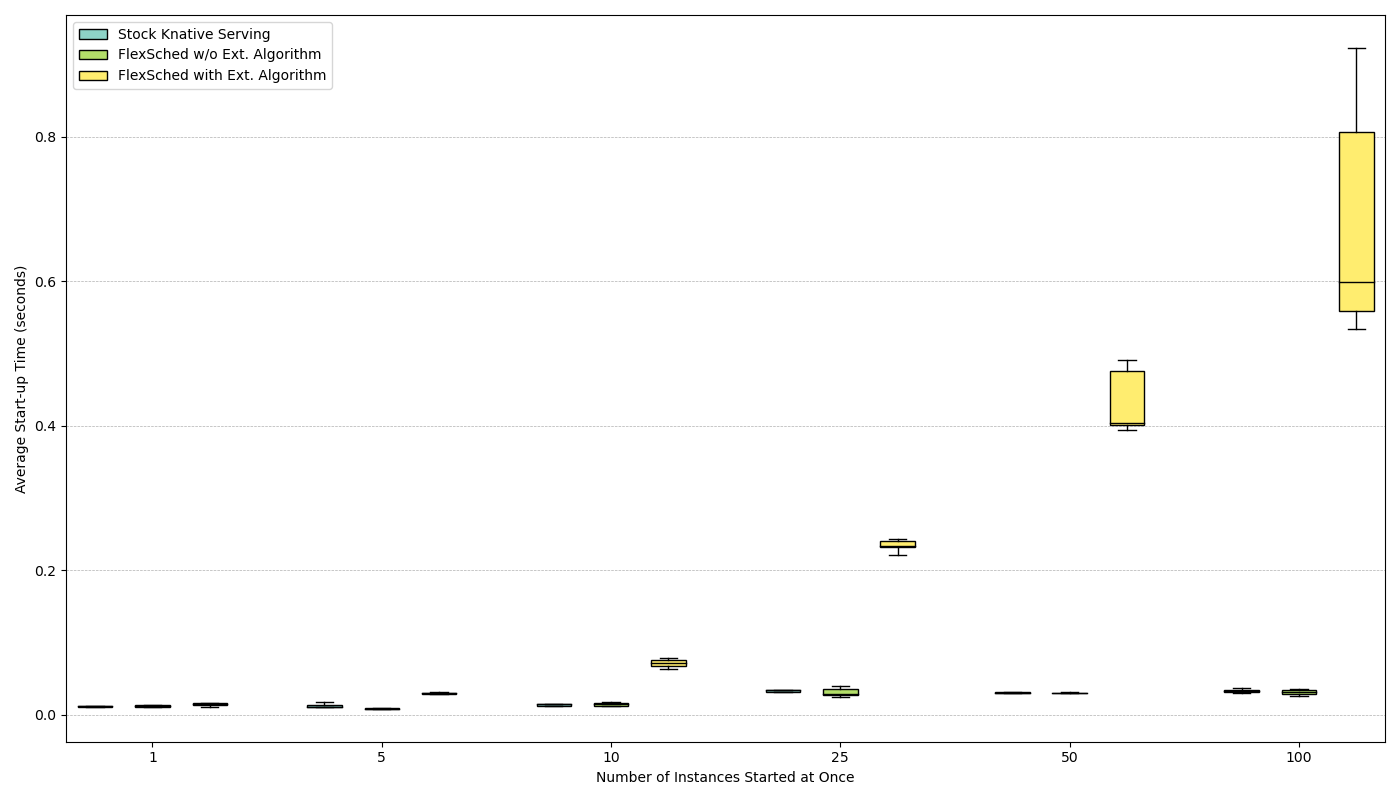 Stock Knative Serving
FlexSched w/o Ext. Algorithm
FlexSched with Ext. Algorithm
Average Start-up Time (seconds)
0.8
0.6
0.4
0.2
0.0
1 5 10 25 50 100
Number of Instances Started at Once